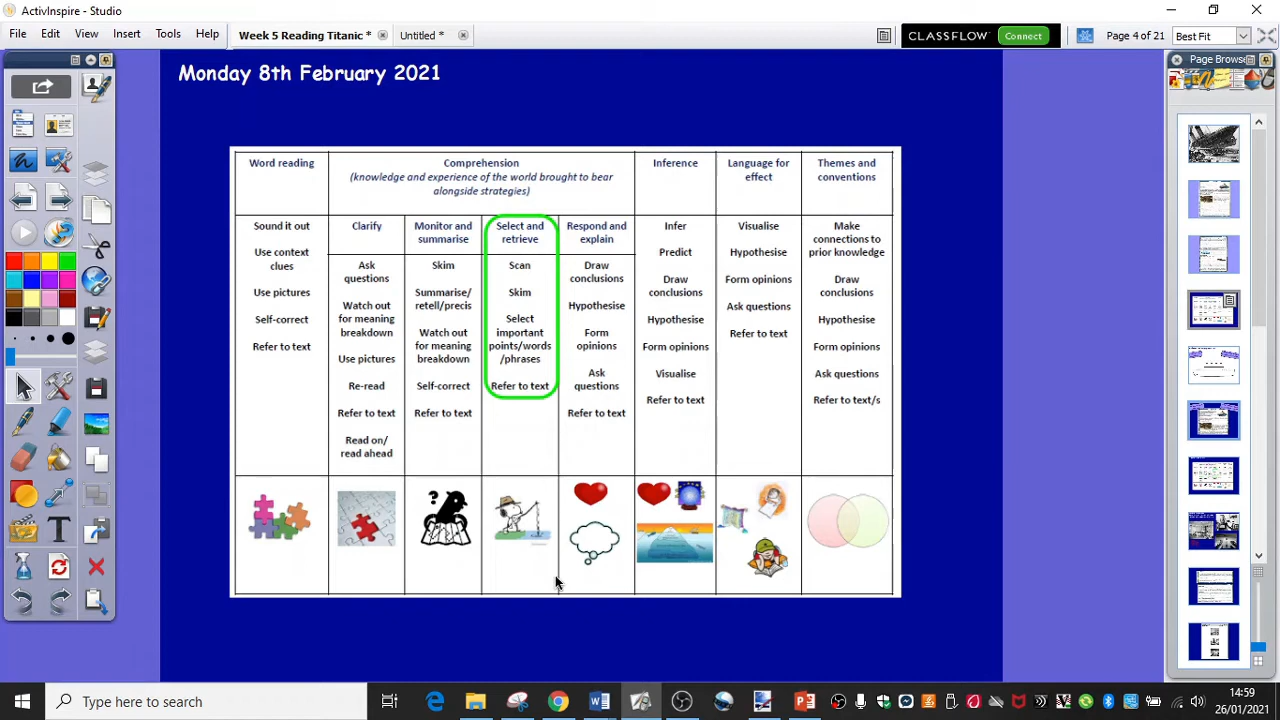 ActivInspire - Studio
File Edit View Insert Tools Help
Week 5 Reading Titanic *
Untitled *
CLASSFLOW
Connect
Page 4 of 21
Best Fit
Page Browse
Monday 8th February 2021
Word reading
Comprehension
(knowledge and experience of the world brought to bear
alongside strategies)
Inference
Language for
effect
Themes and
conventions
Sound it out
Use context
clues
Use pictures
Self-correct
Refer to text
Clarify
Ask
questions
Watch out
for meaning
breakdown
Use pictures
Re-read
Refer to text
Read on/
read ahead
Monitor and
summarise
Skim
Summarise/
retell/precis
Watch out
for meaning
breakdown
Self-correct
Refer to text
Select and
retrieve
Scan
Skim
Select
important
points/words
/phrases
Refer to text
Respond and
explain
Draw
conclusions
Hypothesise
Form
opinions
Ask
questions
Refer to text
Infer
Predict
Draw
conclusions
Hypothesise
Form opinions
Visualise
Refer to text
Visualise
Hypothesise
Form opinions
Ask questions
Refer to text
Make
connections to
prior knowledge
Draw
conclusions
Hypothesise
Form opinions
Ask questions
Refer to text/s
Type here to search
14:59
26/01/2021